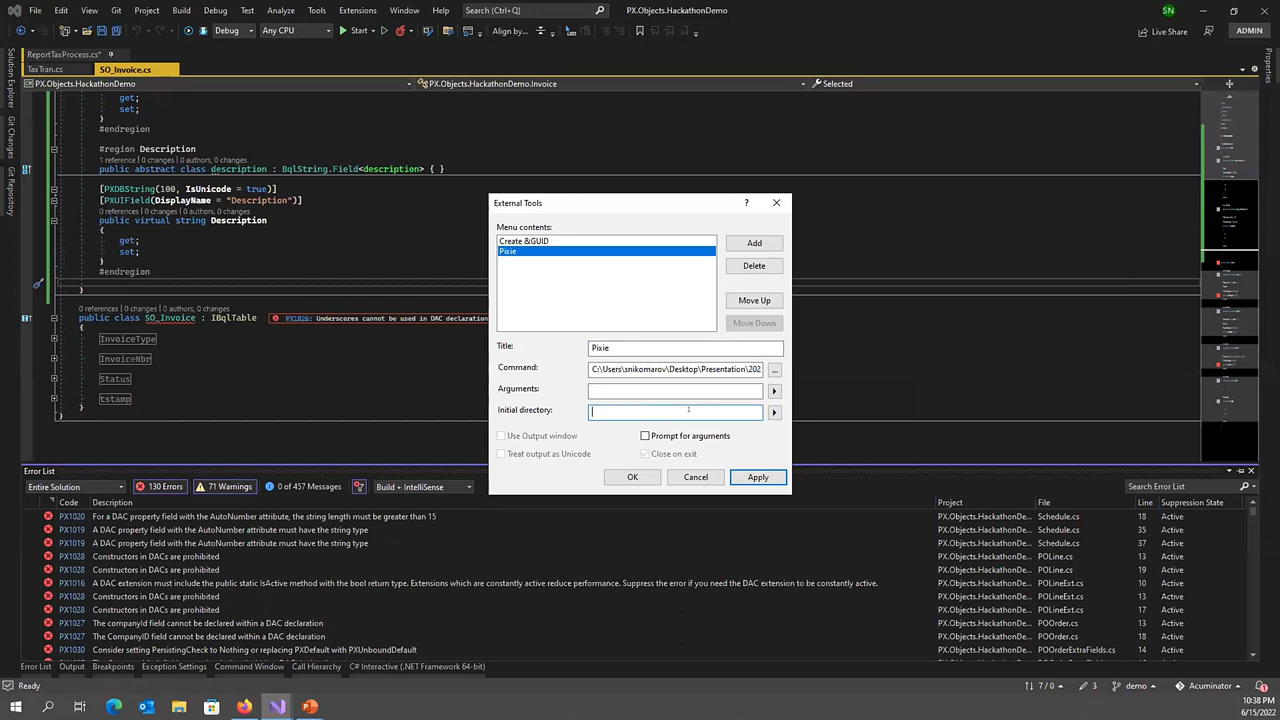 File Edit View Git Project Build Debug Test Analyze Tools Extensions Window Help Search (Ctrl+Q) PX.Objects.HackathonDemo SN
Debug Any CPU Start Align by... Live Share ADMIN
ReportTaxProcess.cs*
TaxTran.cs SO_Invoice.cs
PX.Objects.HackathonDemo PX.Objects.HackathonDemo.Invoice Selected
Solution Explorer
Git Changes
Git Repository
Properties
get;
set;
}
#endregion
#region Description
1 reference | 0 authors, 0 changes
public abstract class description : BqlString.Field<description> { }
[PXDBString(100, IsUnicode = true)]
[PXUIField(DisplayName = "Description")]
0 references | 0 authors, 0 changes
public virtual string Description
{
get;
set;
}
#endregion
}
0 references | 0 changes | 0 authors, 0 changes
public class SO_Invoice : IBqlTable PX1026: Underscores cannot be used in DAC declaration
{
InvoiceType
InvoiceNbr
Status
tstamp
}
}
External Tools ?
Menu contents:
Create &GUID
Pixie
Add
Delete
Move Up
Move Down
Title: Pixie
Command: C:\Users\snikomarov\Desktop\Presentation\202 ...
Arguments:
Initial directory:
Use Output window Prompt for arguments
Treat output as Unicode Close on exit
OK Cancel Apply
Error List
Entire Solution 130 Errors 71 Warnings 0 of 457 Messages Build + IntelliSense Search Error List
Code Description Project File Line Suppression State
PX1020 For a DAC property field with the AutoNumber attribute, the string length must be greater than 15 PX.Objects.HackathonDe... Schedule.cs 12 Active
PX1019 A DAC property field with the AutoNumber attribute must have the string type PX.Objects.HackathonDe... Schedule.cs 35 Active
PX1019 A DAC property field with the AutoNumber attribute must have the string type PX.Objects.HackathonDe... Schedule.cs 37 Active
PX1028 Constructors in DACs are prohibited PX.Objects.HackathonDe... POLine.cs 13 Active
PX1028 Constructors in DACs are prohibited PX.Objects.HackathonDe... POLine.cs 19 Active
PX1016 A DAC extension must include the public static IsActive method with the bool return type. Extensions which are constantly active reduce performance. Suppress the error if you need the DAC extension to be constantly active. PX.Objects.HackathonDe... POLineExt.cs 10 Active
PX1028 Constructors in DACs are prohibited PX.Objects.HackathonDe... POLineExt.cs 13 Active
PX1028 Constructors in DACs are prohibited PX.Objects.HackathonDe... POLineExt.cs 17 Active
PX1027 The companyId field cannot be declared within a DAC declaration PX.Objects.HackathonDe... POOrder.cs 13 Active
PX1027 The CompanyID field cannot be declared within a DAC declaration PX.Objects.HackathonDe... POOrder.cs 18 Active
PX1030 Consider setting PersistingCheck to Nothing or replacing PXDefault with PXUnboundDefault PX.Objects.HackathonDe... POOrderExtraFields.cs 14 Active
Error List Output Breakpoints Exception Settings Command Window Call Hierarchy C# Interactive (.NET Framework 64-bit)
Ready 7 / 0 3 demo Acuminator 1
10:38 PM
6/15/2022